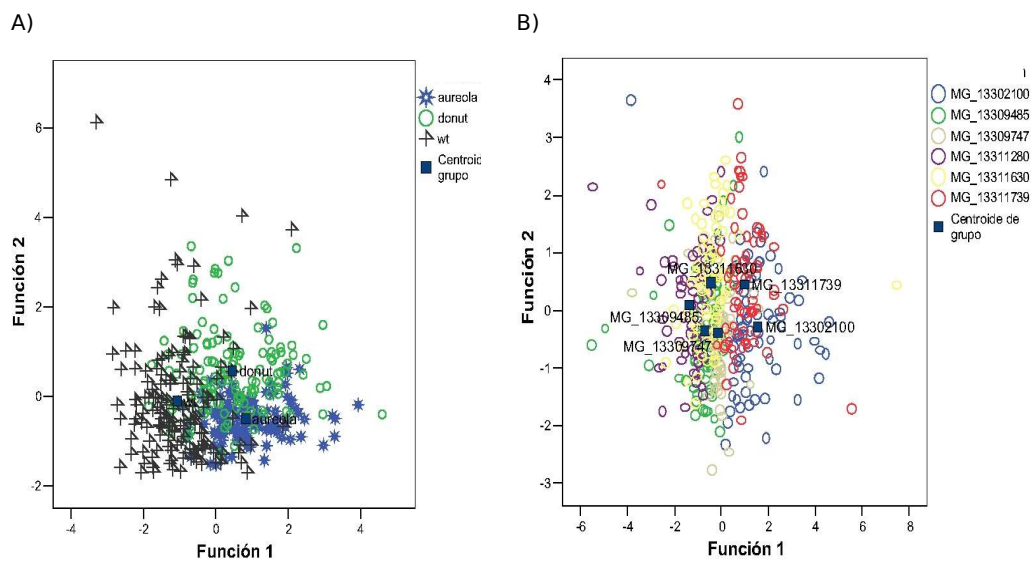 A)
B)
Función 2
6
4
2
0
-2
-4
-2
0
2
4
Función 1
aureola
donut
wt
Centroid
grupo
donut
aureola
Función 2
4
3
2
1
0
-1
-2
-3
-6
-4
-2
0
2
4
6
8
Función 1
MG_13311630
MG_13311739
MG_13309485
MG_13302100
MG_13309747
MG_13302100
MG_13309485
MG_13309747
MG_13311280
MG_13311630
MG_13311739
Centroide de
grupo